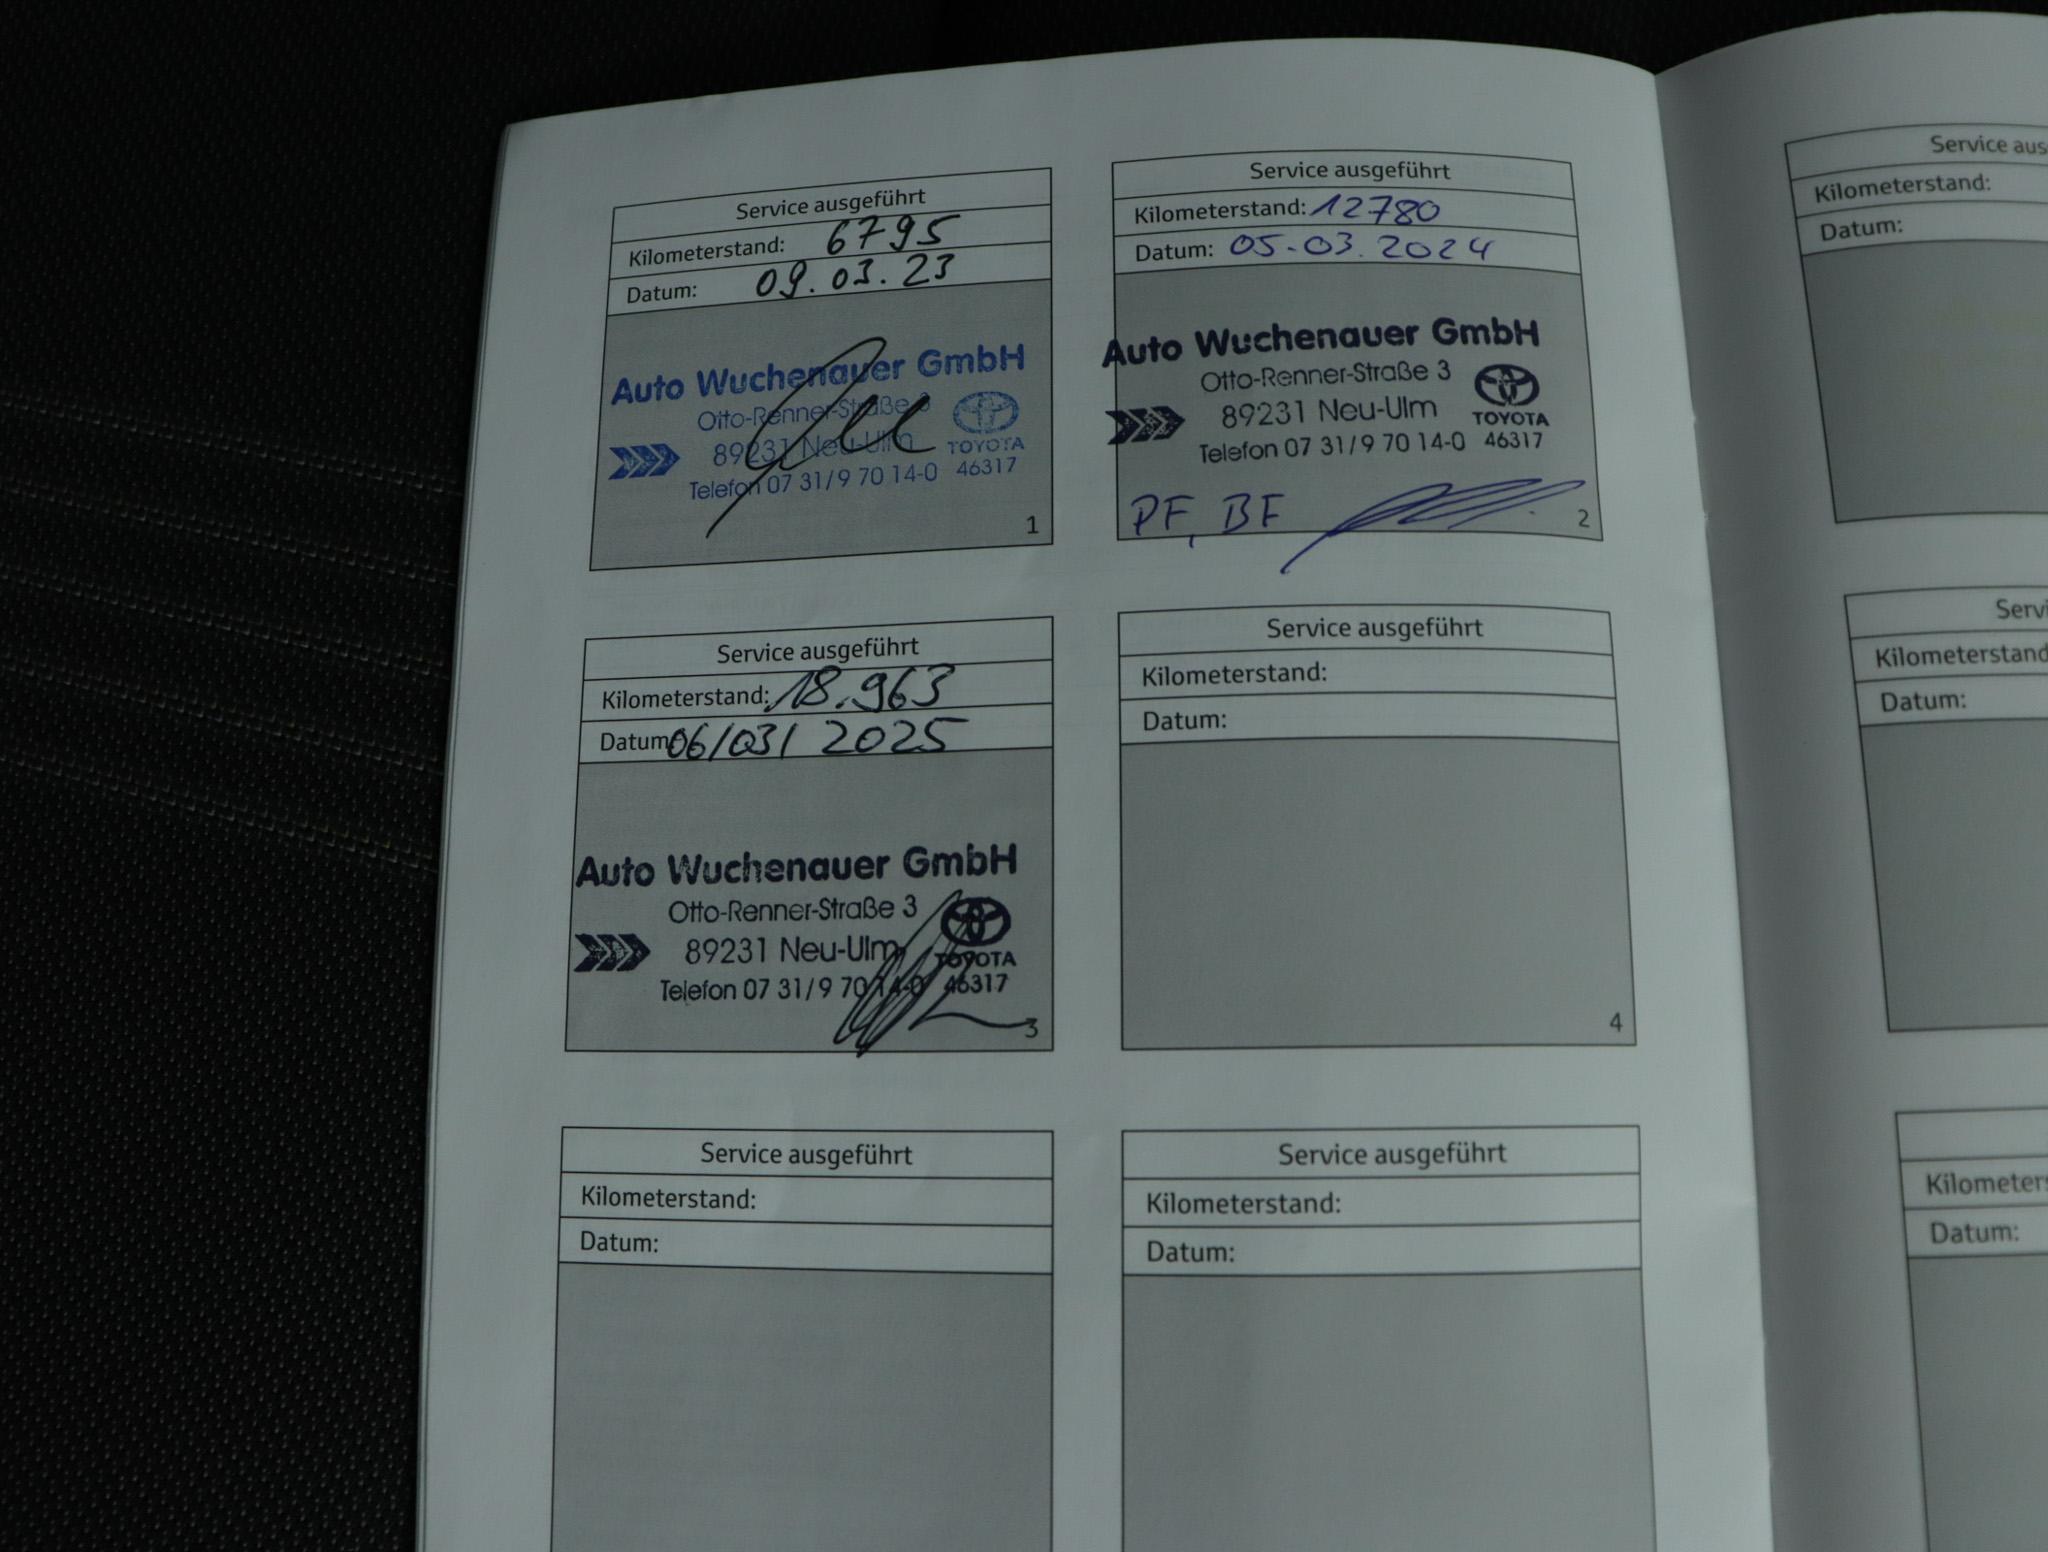 Service ausgeführt
Kilometerstand: 6795
Datum: 09.03.23
Auto Wuchenauer GmbH
Otto-Renner-Straße 3
89231 Neu-Ulm
TOYOTA
Telefon 07 31/9 70 14-0 46317
1
Service ausgeführt
Kilometerstand: 12780
Datum: 05.03.2024
Auto Wuchenauer GmbH
Otto-Renner-Straße 3
89231 Neu-Ulm
TOYOTA
Telefon 07 31/9 70 14-0 46317
PF, BF
2
Service aus
Kilometerstand:
Datum:
Service ausgeführt
Kilometerstand: 18.963
Datum 06/03/2025
Auto Wuchenauer GmbH
Otto-Renner-Straße 3
89231 Neu-Ulm
TOYOTA
Telefon 07 31/9 70 14-0 46317
3
Service ausgeführt
Kilometerstand:
Datum:
4
Servi
Kilometerstand
Datum:
Service ausgeführt
Kilometerstand:
Datum:
Service ausgeführt
Kilometerstand:
Datum:
Kilometers
Datum: